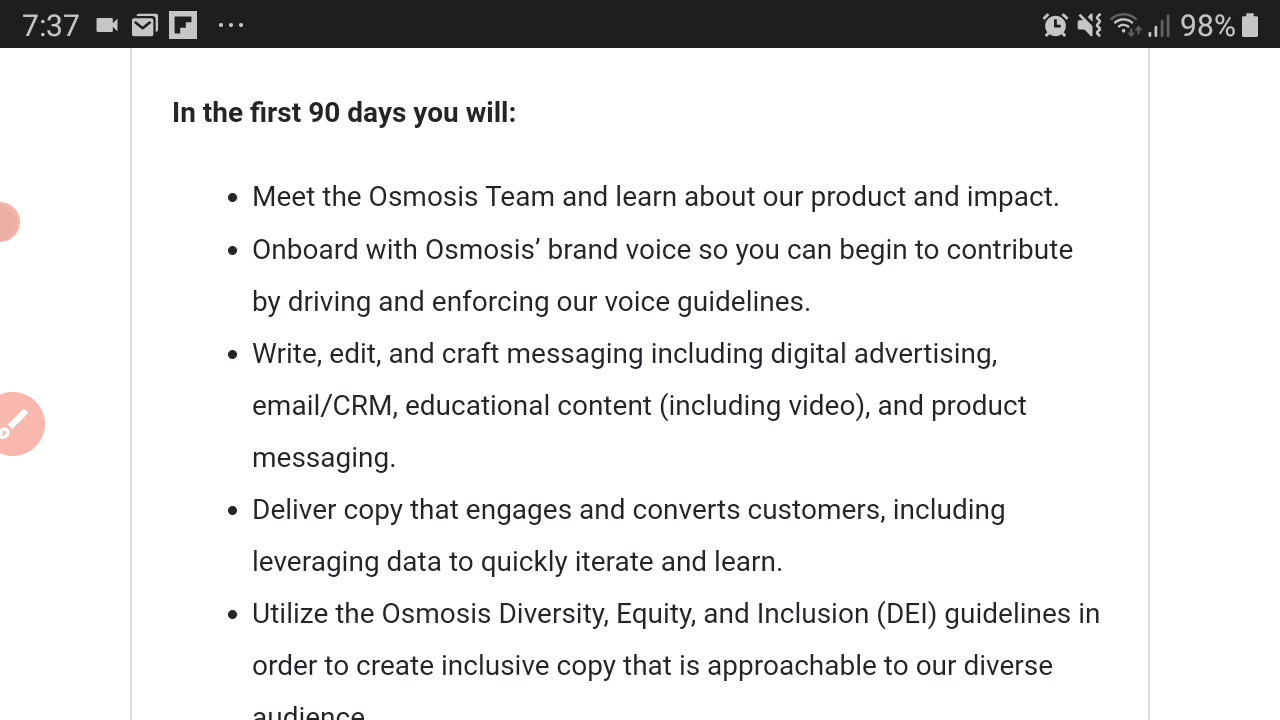 7:37 98%
In the first 90 days you will:
• Meet the Osmosis Team and learn about our product and impact.
• Onboard with Osmosis’ brand voice so you can begin to contribute
by driving and enforcing our voice guidelines.
• Write, edit, and craft messaging including digital advertising,
email/CRM, educational content (including video), and product
messaging.
• Deliver copy that engages and converts customers, including
leveraging data to quickly iterate and learn.
• Utilize the Osmosis Diversity, Equity, and Inclusion (DEI) guidelines in
order to create inclusive copy that is approachable to our diverse
audience